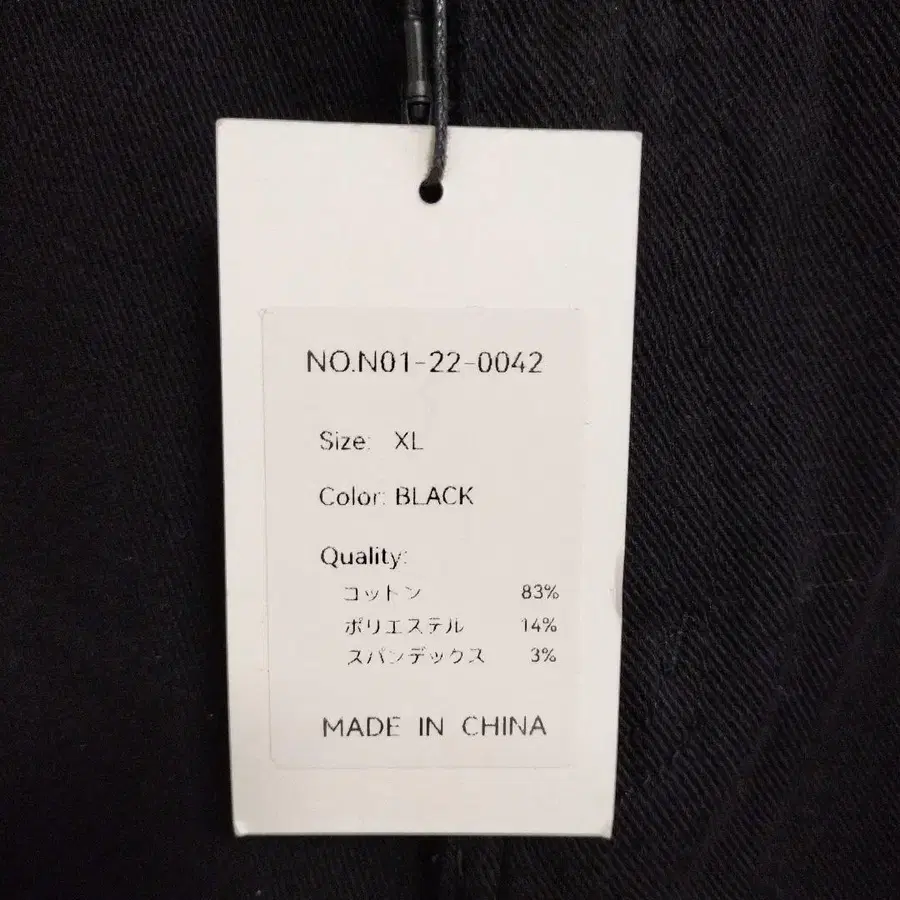 NO.N01-22-0042
Size: XL
Color: BLACK
Quality:
コットン 83%
ポリエステル 14%
スパンデックス 3%
MADE IN CHINA